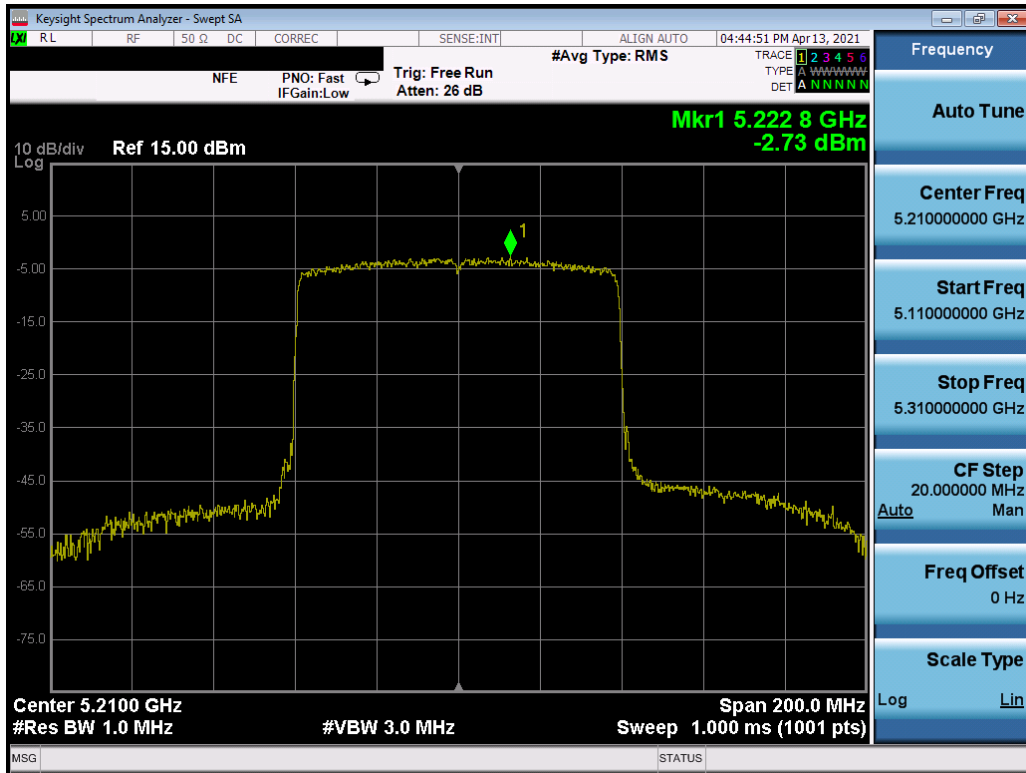 Keysight Spectrum Analyzer - Swept SA
LXI RL RF 50 Ω DC CORREC SENSE:INT ALIGN AUTO 04:44:51 PM Apr 13, 2021
NFE PNO: Fast Trig: Free Run #Avg Type: RMS TRACE 1 2 3 4 5 6
IFGain:Low Atten: 26 dB TYPE A WWWWW
DET A N N N N N
Mkr1 5.222 8 GHz
-2.73 dBm
10 dB/div Ref 15.00 dBm
Log
1
5.00
-5.00
-15.0
-25.0
-35.0
-45.0
-55.0
-65.0
-75.0
Center 5.2100 GHz Span 200.0 MHz
#Res BW 1.0 MHz #VBW 3.0 MHz Sweep 1.000 ms (1001 pts)
MSG STATUS
Frequency
Auto Tune
Center Freq
5.210000000 GHz
Start Freq
5.110000000 GHz
Stop Freq
5.310000000 GHz
CF Step
20.000000 MHz
Auto Man
Freq Offset
0 Hz
Scale Type
Log Lin